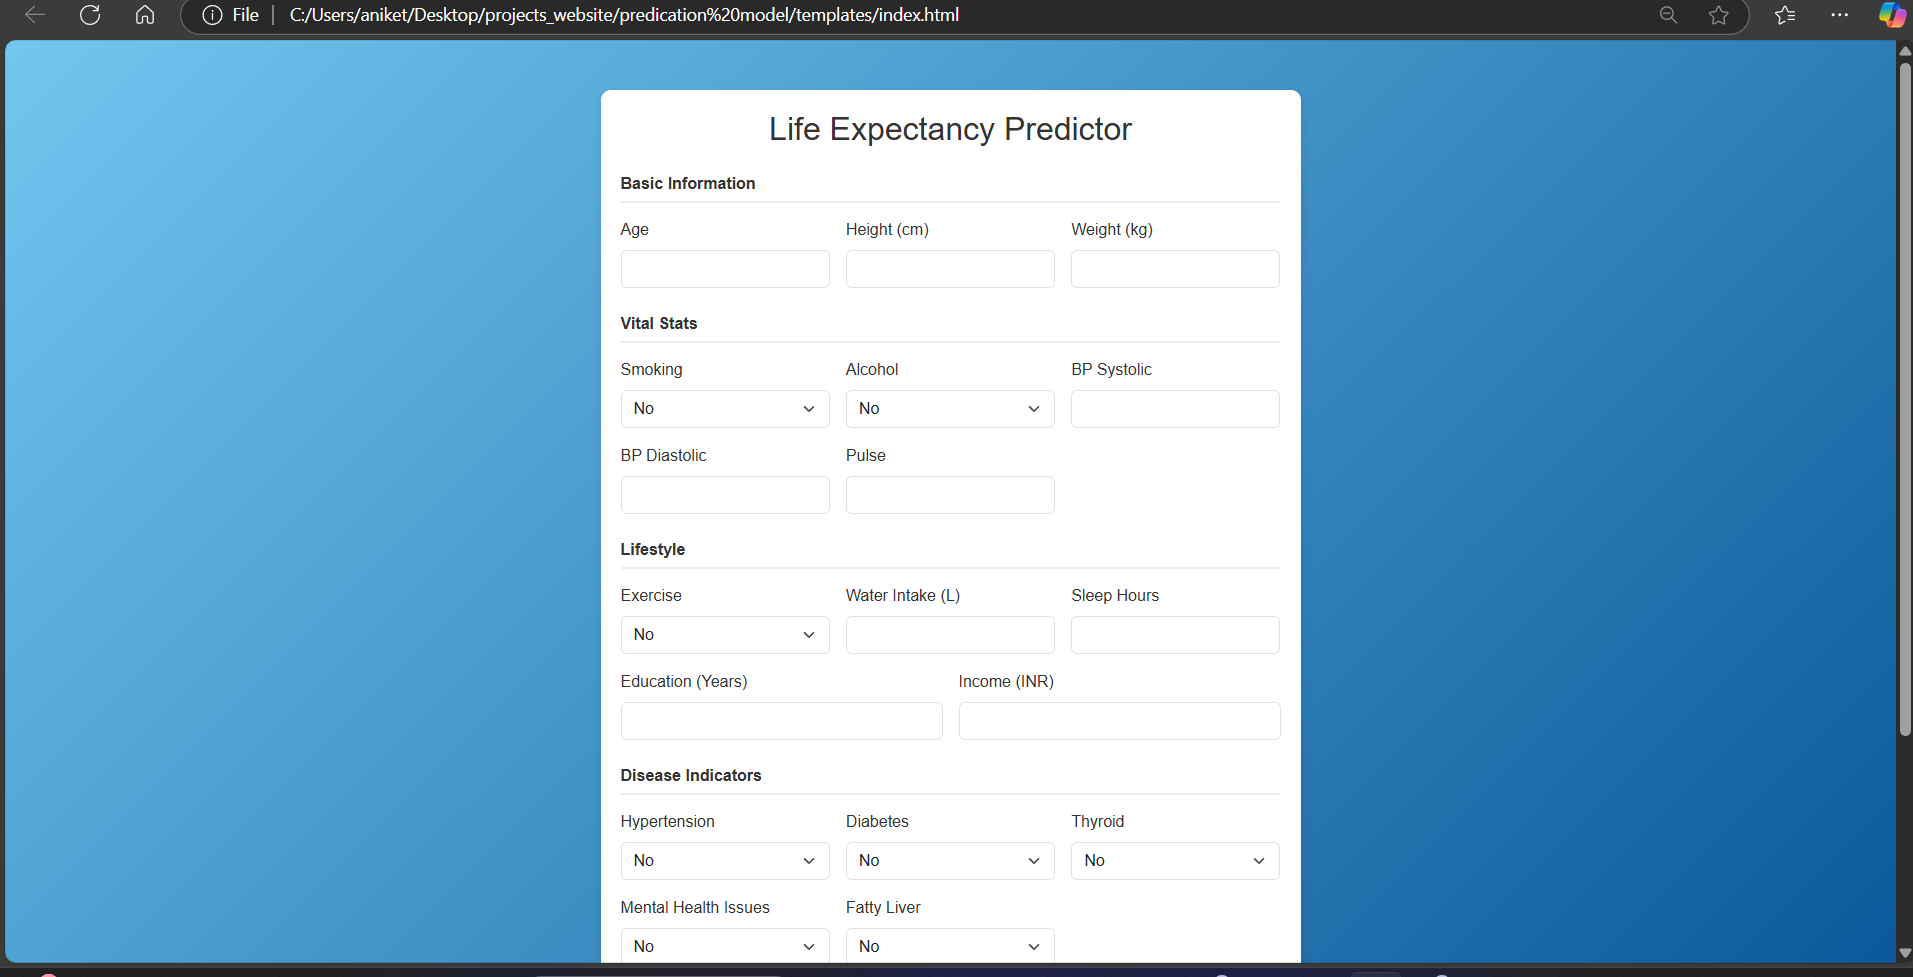 File C:/Users/aniket/Desktop/projects_website/predication%20model/templates/index.html
Life Expectancy Predictor
Basic Information
Age Height (cm) Weight (kg)
Vital Stats
Smoking Alcohol BP Systolic
No No
BP Diastolic Pulse
Lifestyle
Exercise Water Intake (L) Sleep Hours
No
Education (Years) Income (INR)
Disease Indicators
Hypertension Diabetes Thyroid
No No No
Mental Health Issues Fatty Liver
No No